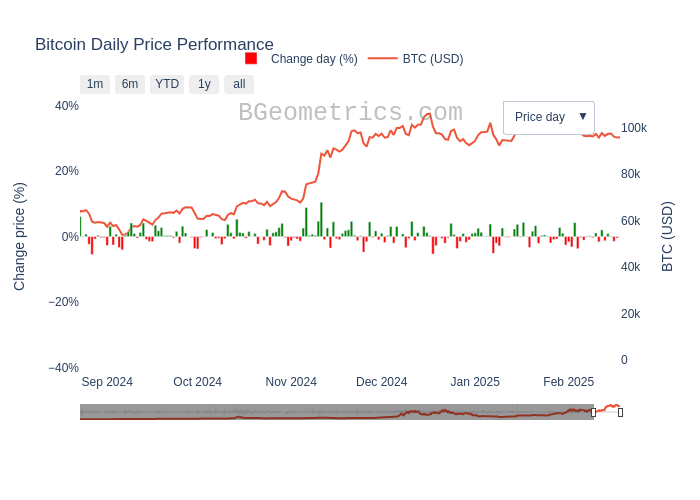 Bitcoin Daily Price Performance
Change day (%)
BTC (USD)
1m
6m
YTD
1y
all
BGeometrics.com
Price day ▼
40%
20%
0%
−20%
−40%
Change price (%)
100k
80k
60k
40k
20k
0
BTC (USD)
Sep 2024
Oct 2024
Nov 2024
Dec 2024
Jan 2025
Feb 2025